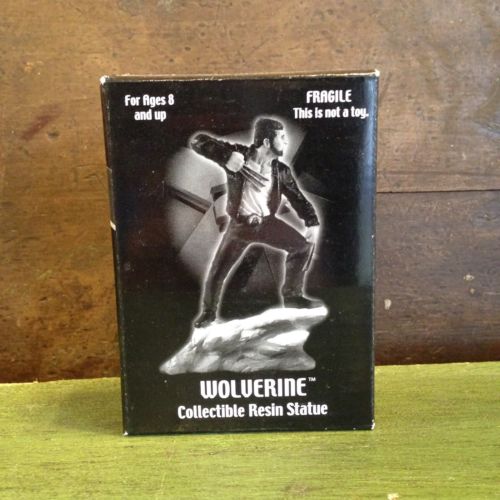 For Ages 8
and up
FRAGILE
This is not a toy.
WOLVERINE™
Collectible Resin Statue